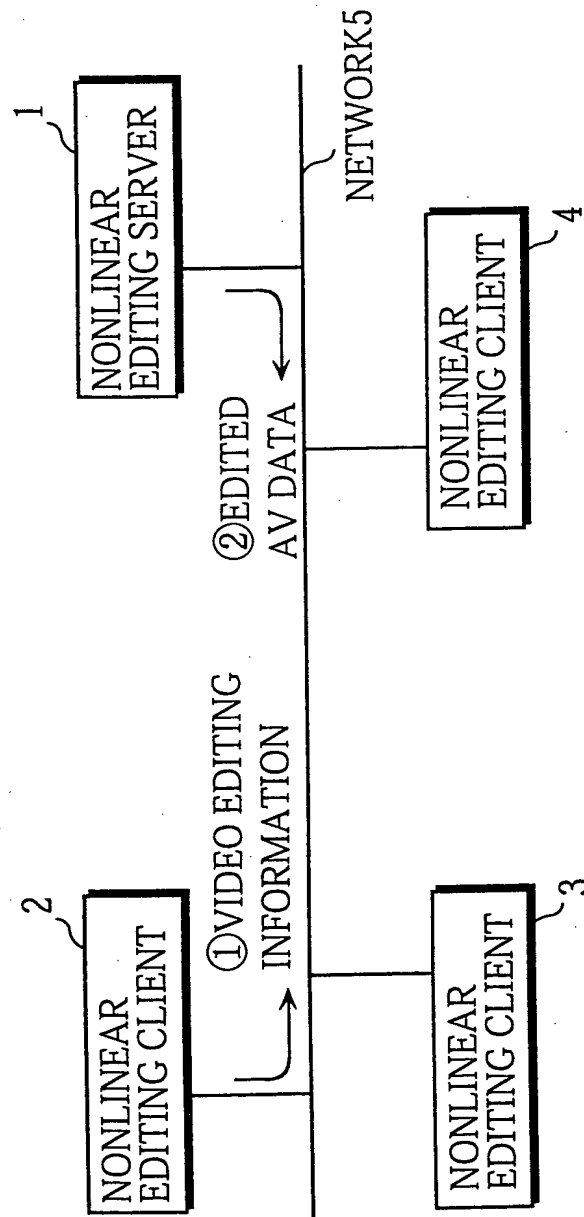 2
NONLINEAR
EDITING CLIENT
①VIDEO EDITING
INFORMATION
1
NONLINEAR
EDITING SERVER
②EDITED
AV DATA
NETWORK5
NONLINEAR
EDITING CLIENT
3
NONLINEAR
EDITING CLIENT
4